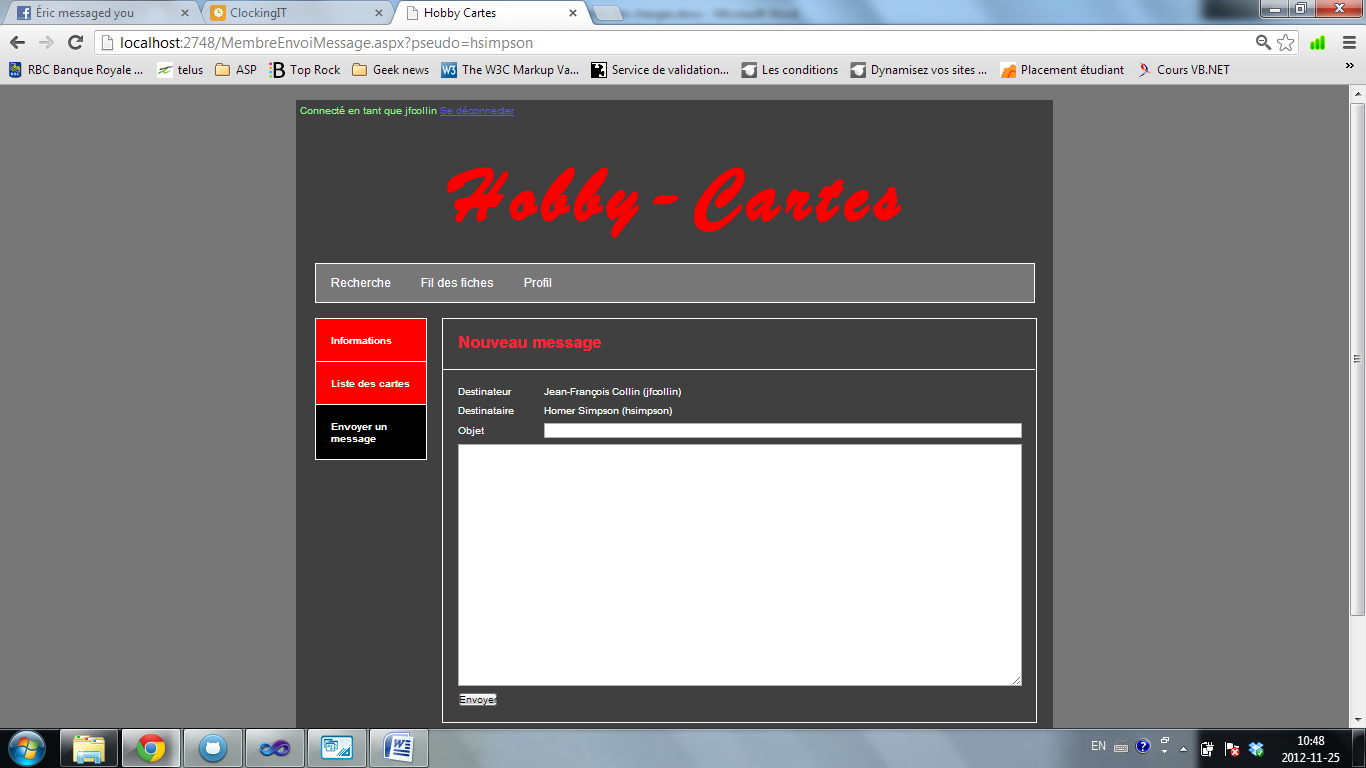 Éric messaged you
ClockingIT
Hobby Cartes
localhost:2748/MembreEnvoiMessage.aspx?pseudo=hsimpson
RBC Banque Royale ...
telus
ASP
Top Rock
Geek news
The W3C Markup Va...
Service de validation...
Les conditions
Dynamisez vos sites ...
Placement étudiant
Cours VB.NET
»
Connecté en tant que jfcollin Se déconnecter
Hobby-Cartes
Recherche Fil des fiches Profil
Informations
Liste des cartes
Envoyer un
message
Nouveau message
Destinateur Jean-François Collin (jfcollin)
Destinataire Homer Simpson (hsimpson)
Objet
Envoyer
EN
10:48
2012-11-25